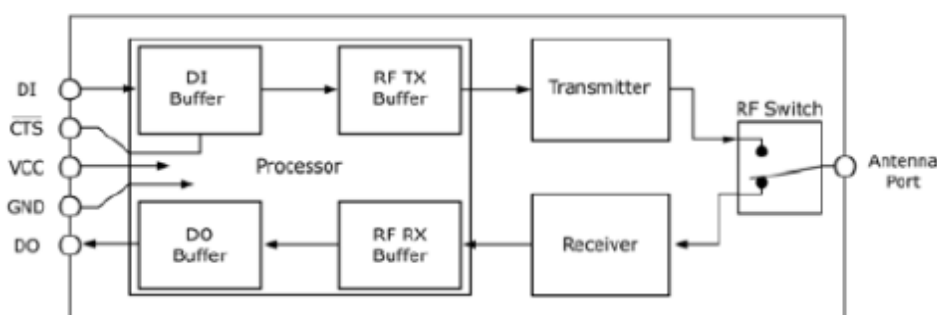 DI
CTS
VCC
GND
DO
DI
Buffer
RF TX
Buffer
Processor
DO
Buffer
RF RX
Buffer
Transmitter
Receiver
RF Switch
Antenna
Port